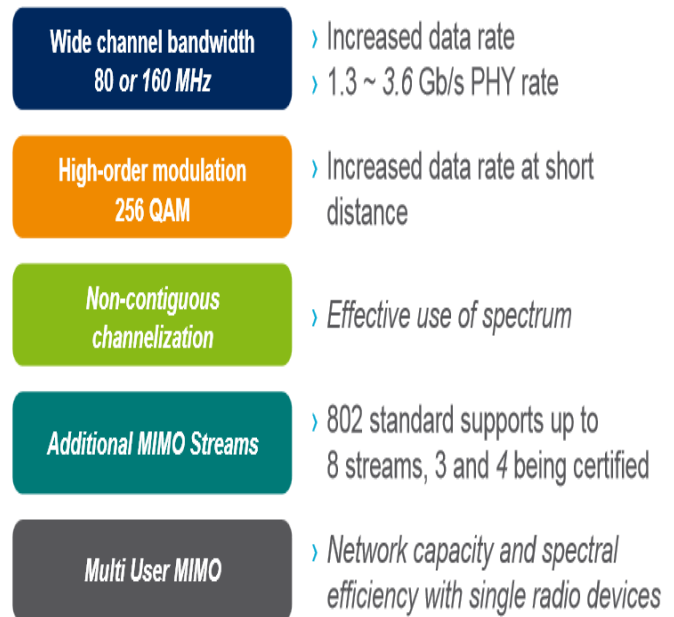 Wide channel bandwidth
80 or 160 MHz
› Increased data rate
› 1.3 ~ 3.6 Gb/s PHY rate
High-order modulation
256 QAM
› Increased data rate at short
distance
Non-contiguous
channelization
› Effective use of spectrum
Additional MIMO Streams
› 802 standard supports up to
8 streams, 3 and 4 being certified
Multi User MIMO
› Network capacity and spectral
efficiency with single radio devices